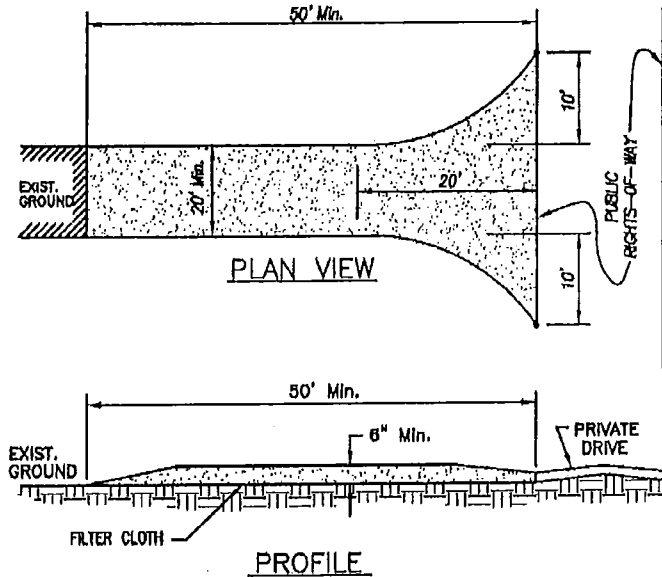 50' Min.
10'
EXIST.
GROUND
20' Min.
20'
PUBLIC
RIGHTS-OF-WAY
10'
PLAN VIEW
50' Min.
6" Min.
EXIST.
GROUND
PRIVATE
DRIVE
FILTER CLOTH
PROFILE